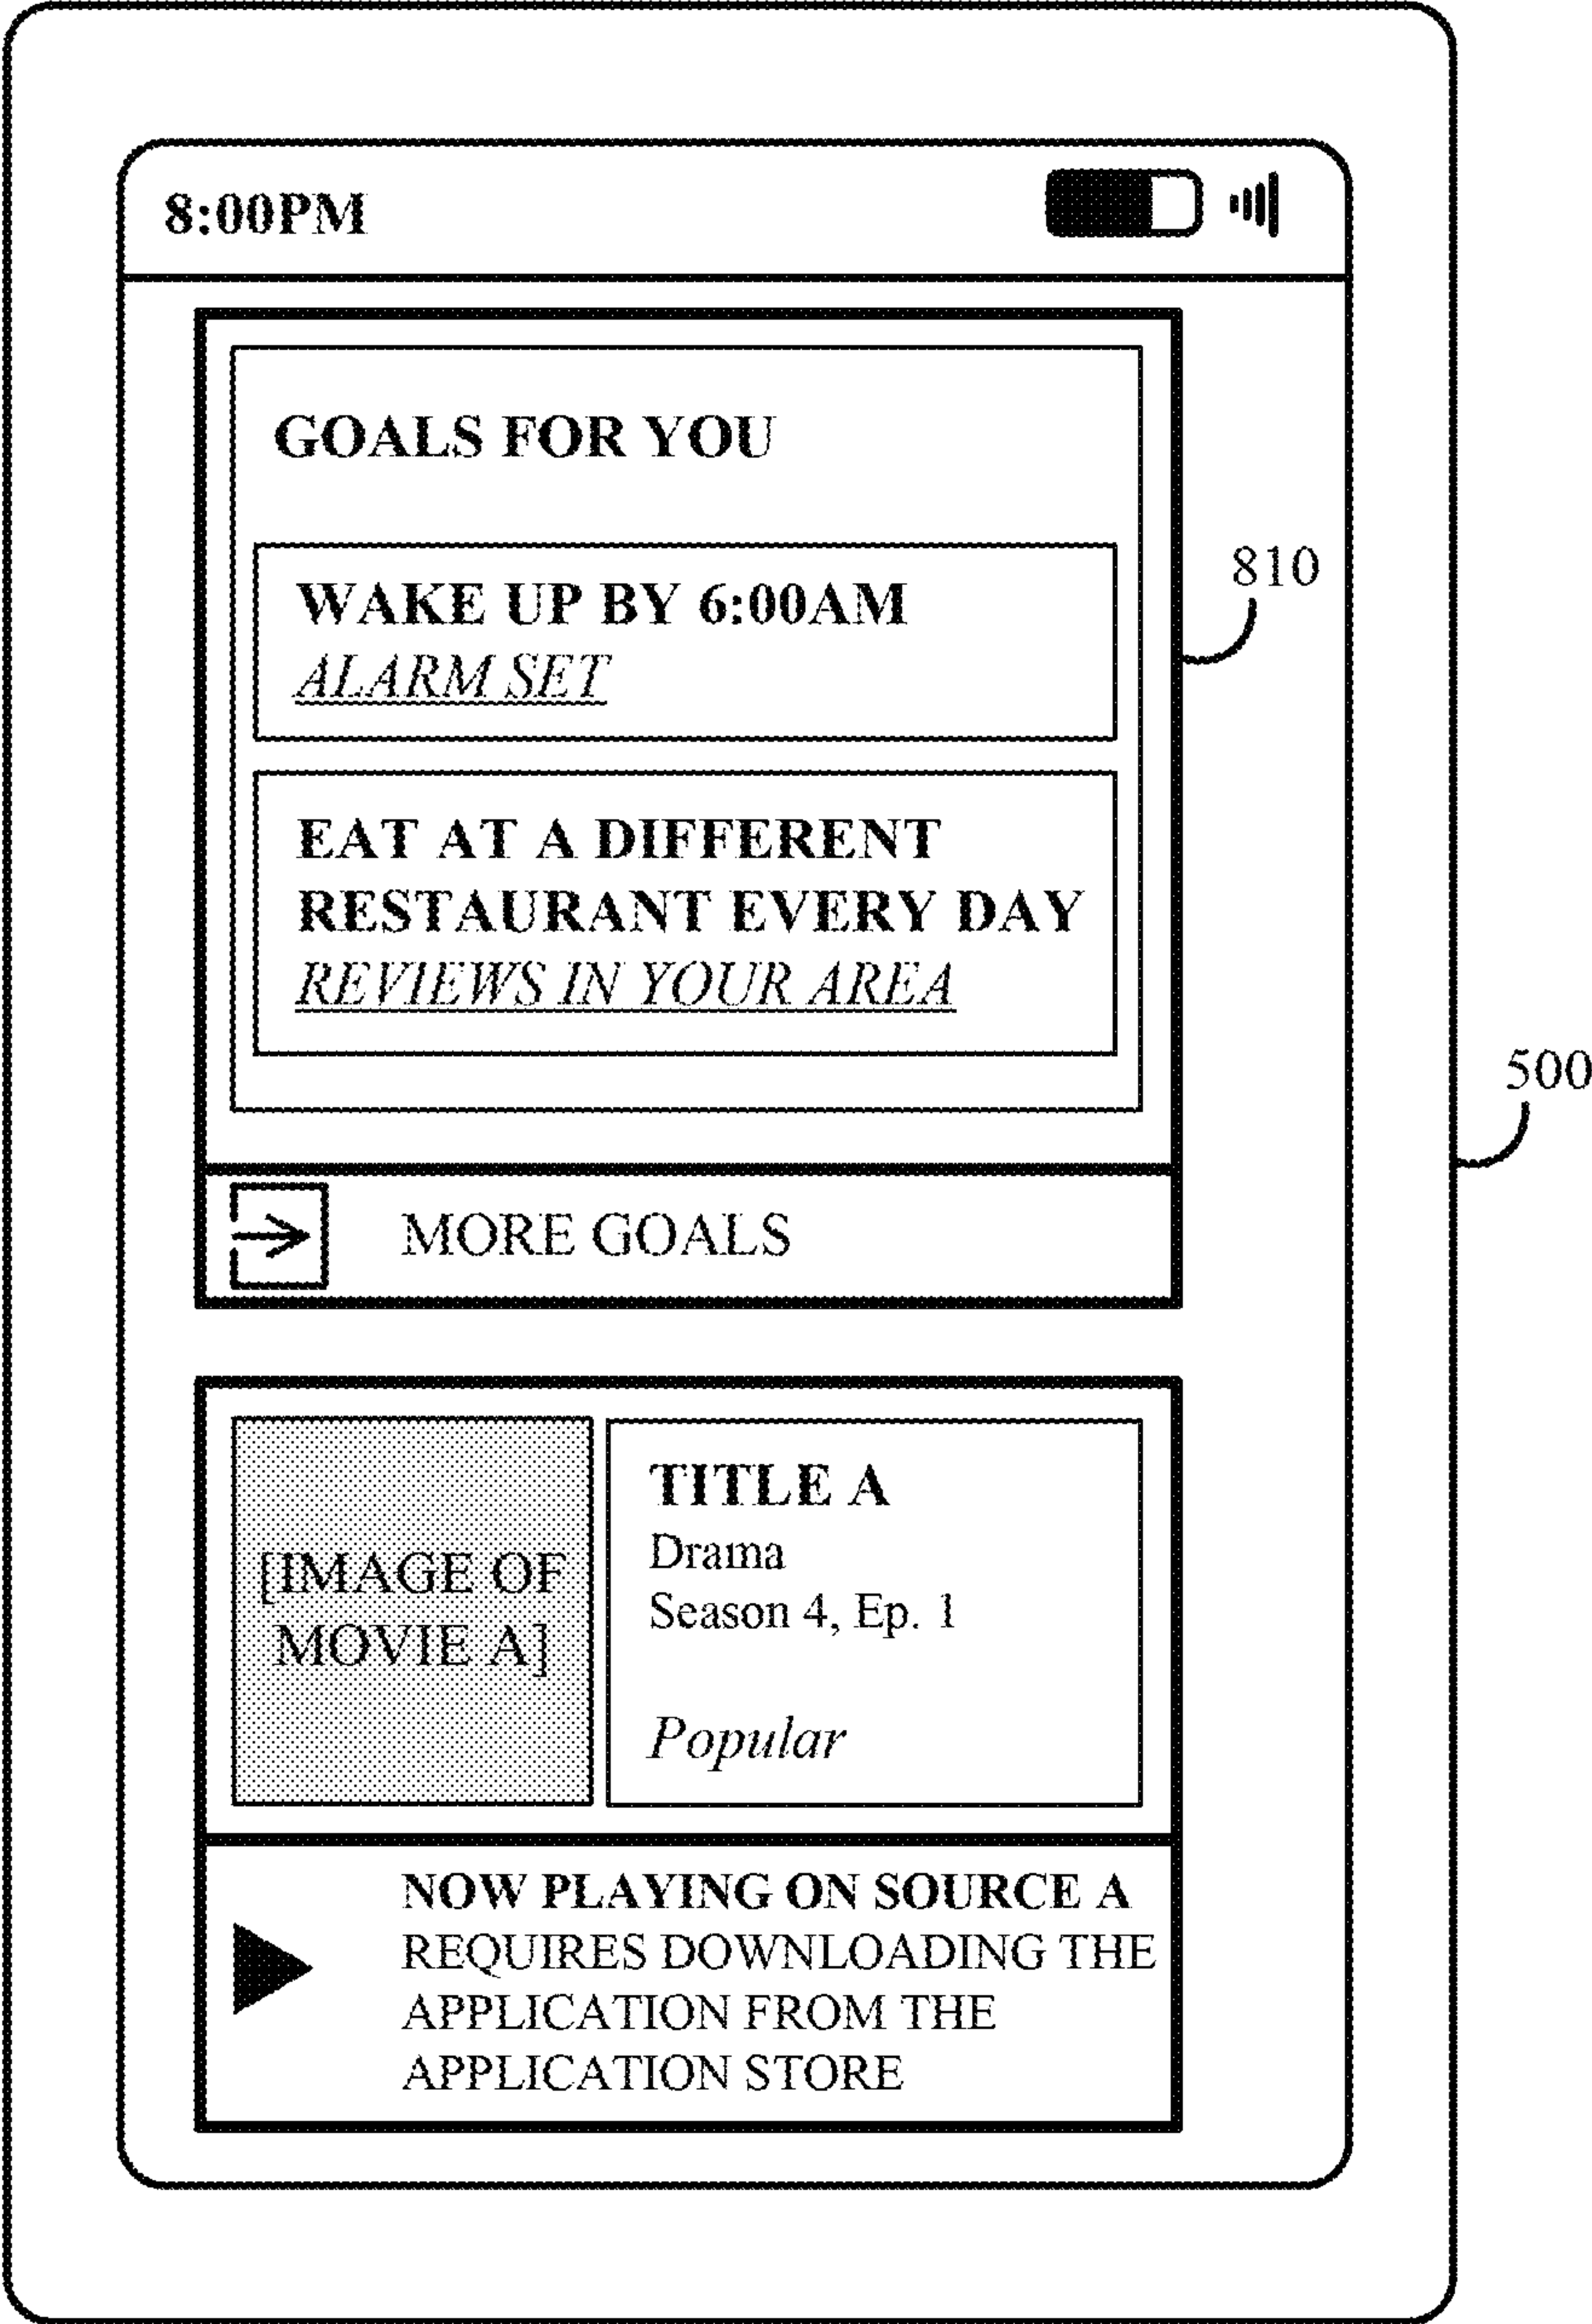 8:00PM
GOALS FOR YOU
WAKE UP BY 6:00AM
ALARM SET
810
EAT AT A DIFFERENT
RESTAURANT EVERY DAY
REVIEWS IN YOUR AREA
500
MORE GOALS
[IMAGE OF
MOVIE A]
TITLE A
Drama
Season 4, Ep. 1
Popular
NOW PLAYING ON SOURCE A
REQUIRES DOWNLOADING THE
APPLICATION FROM THE
APPLICATION STORE